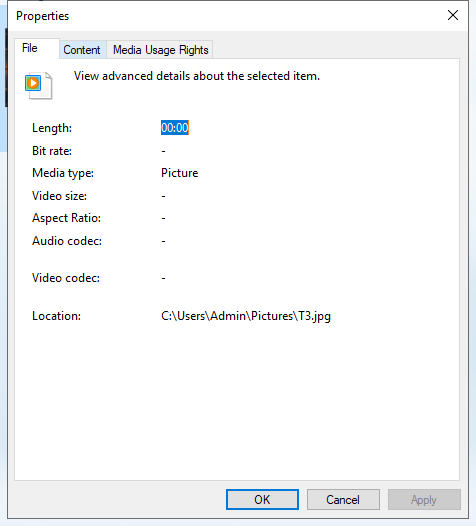 Properties
File Content Media Usage Rights
View advanced details about the selected item.
Length: 00:00
Bit rate: -
Media type: Picture
Video size: -
Aspect Ratio: -
Audio codec: -
Video codec: -
Location: C:\Users\Admin\Pictures\T3.jpg
OK Cancel Apply